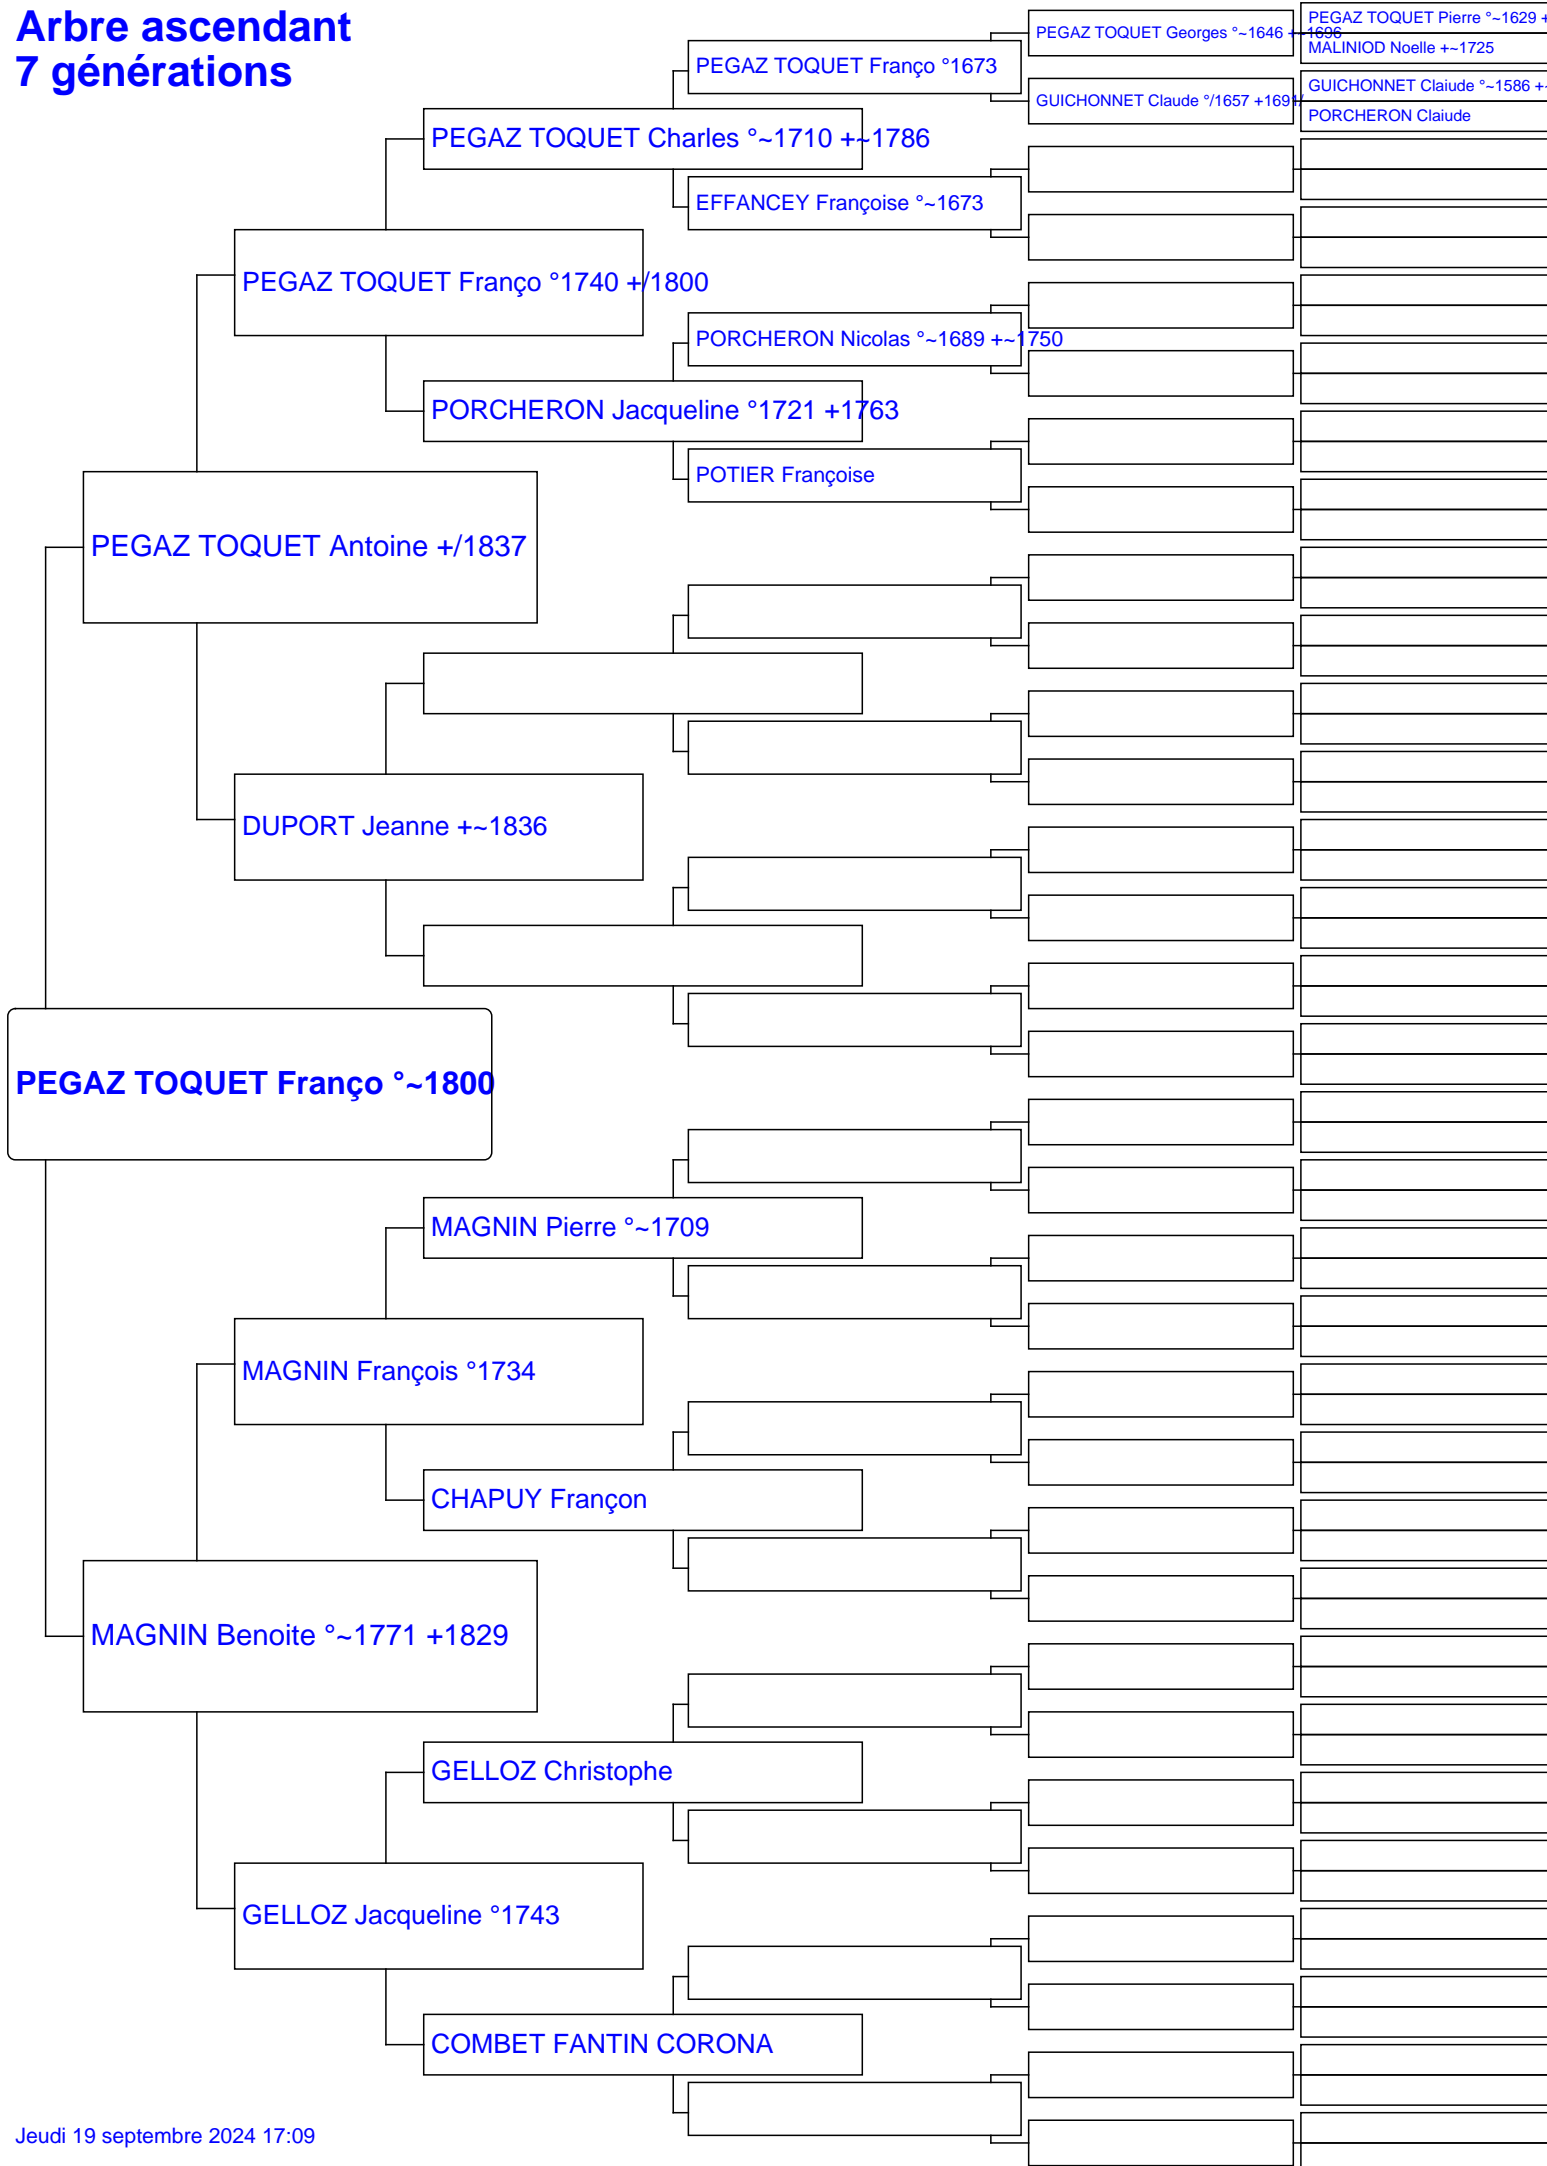 Arbre ascendant
7 générations
PEGAZ TOQUET Georges °~1646 +~1696
PEGAZ TOQUET Pierre °~1629 +
MALINIOD Noelle +~1725
PEGAZ TOQUET Franço °1673
GUICHONNET Claude °/1657 +1691/
GUICHONNET Claiude °~1586 +~
PORCHERON Claiude
PEGAZ TOQUET Charles °~1710 +~1786
EFFANCEY Françoise °~1673
PEGAZ TOQUET Franço °1740 +/1800
PORCHERON Nicolas °~1689 +~1750
PORCHERON Jacqueline °1721 +1763
POTIER Françoise
PEGAZ TOQUET Antoine +/1837
DUPORT Jeanne +~1836
PEGAZ TOQUET Franço °~1800
MAGNIN Pierre °~1709
MAGNIN François °1734
CHAPUY Françon
MAGNIN Benoite °~1771 +1829
GELLOZ Christophe
GELLOZ Jacqueline °1743
COMBET FANTIN CORONA
Jeudi 19 septembre 2024 17:09